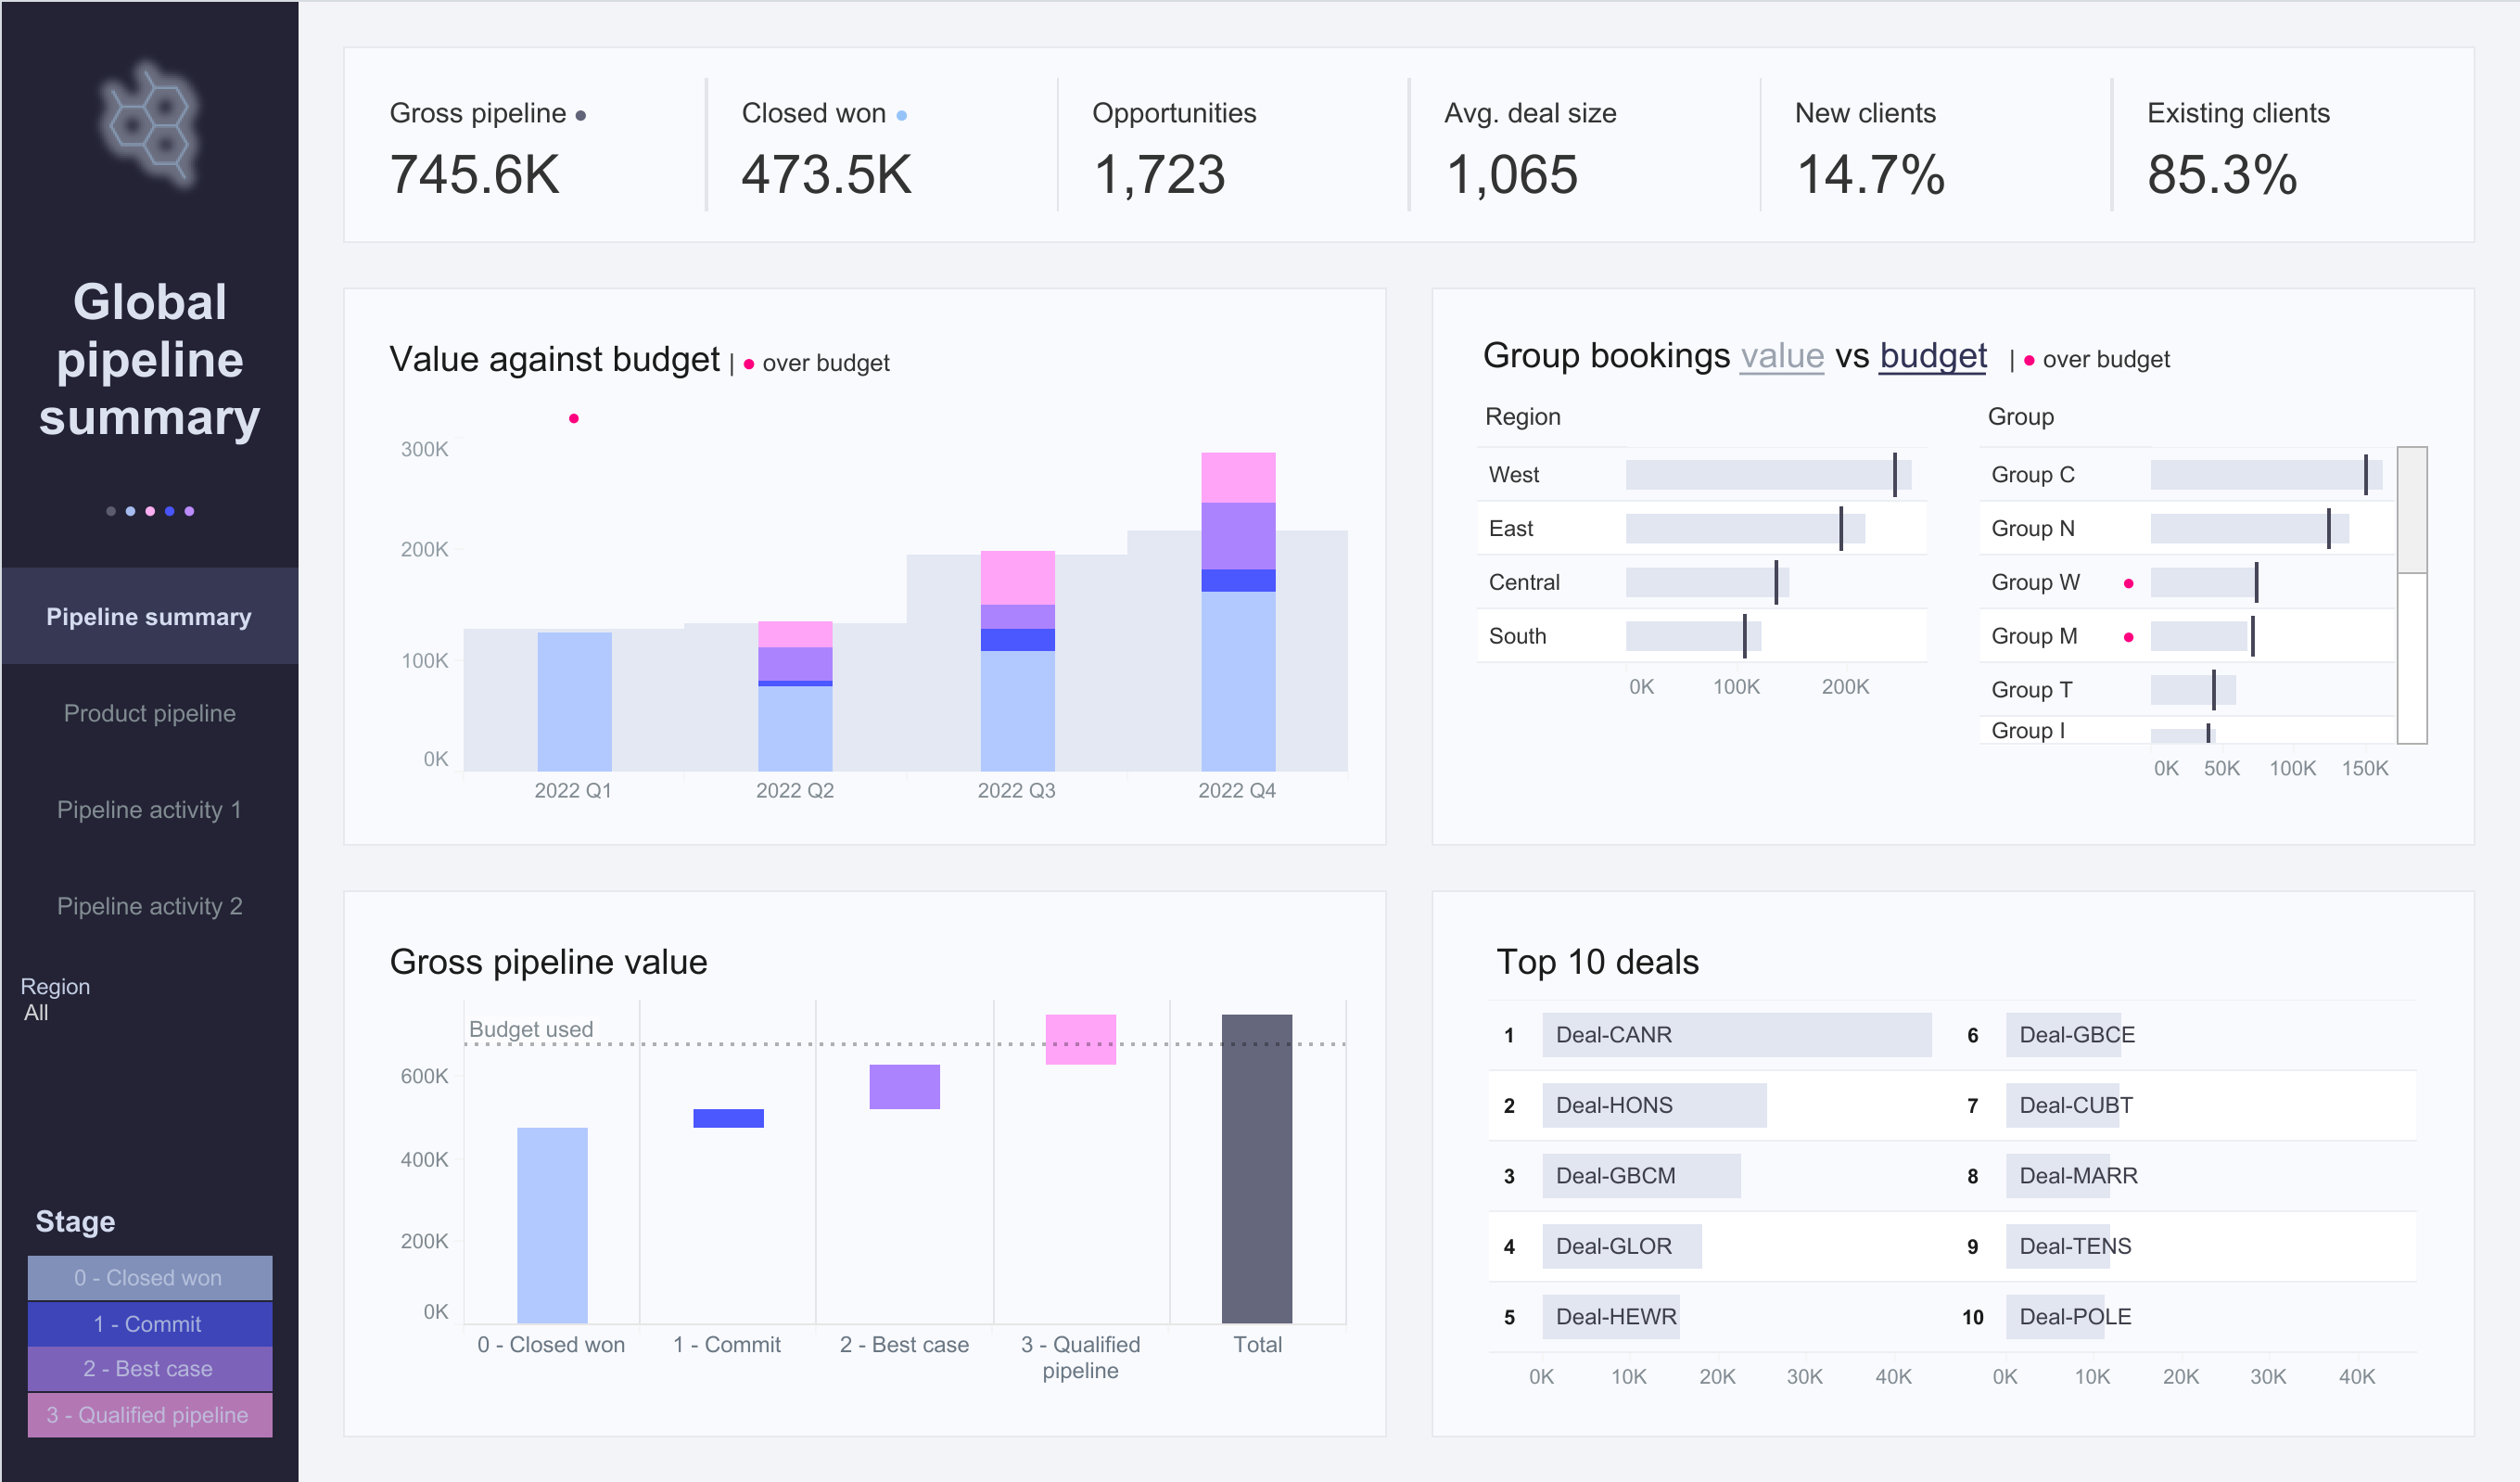 Global
pipeline
summary
Pipeline summary
Product pipeline
Pipeline activity 1
Pipeline activity 2
Region
All
Stage
0 - Closed won
1 - Commit
2 - Best case
3 - Qualified pipeline
Gross pipeline
745.6K
Closed won
473.5K
Opportunities
1,723
Avg. deal size
1,065
New clients
14.7%
Existing clients
85.3%
Value against budget | over budget
300K
200K
100K
0K
2022 Q1 2022 Q2 2022 Q3 2022 Q4
Group bookings value vs budget | over budget
Region
West
East
Central
South
0K 100K 200K
Group
Group C
Group N
Group W
Group M
Group T
Group I
0K 50K 100K 150K
Gross pipeline value
Budget used
600K
400K
200K
0K
0 - Closed won 1 - Commit 2 - Best case 3 - Qualified Total
pipeline
Top 10 deals
1 Deal-CANR 6 Deal-GBCE
2 Deal-HONS 7 Deal-CUBT
3 Deal-GBCM 8 Deal-MARR
4 Deal-GLOR 9 Deal-TENS
5 Deal-HEWR 10 Deal-POLE
0K 10K 20K 30K 40K 0K 10K 20K 30K 40K